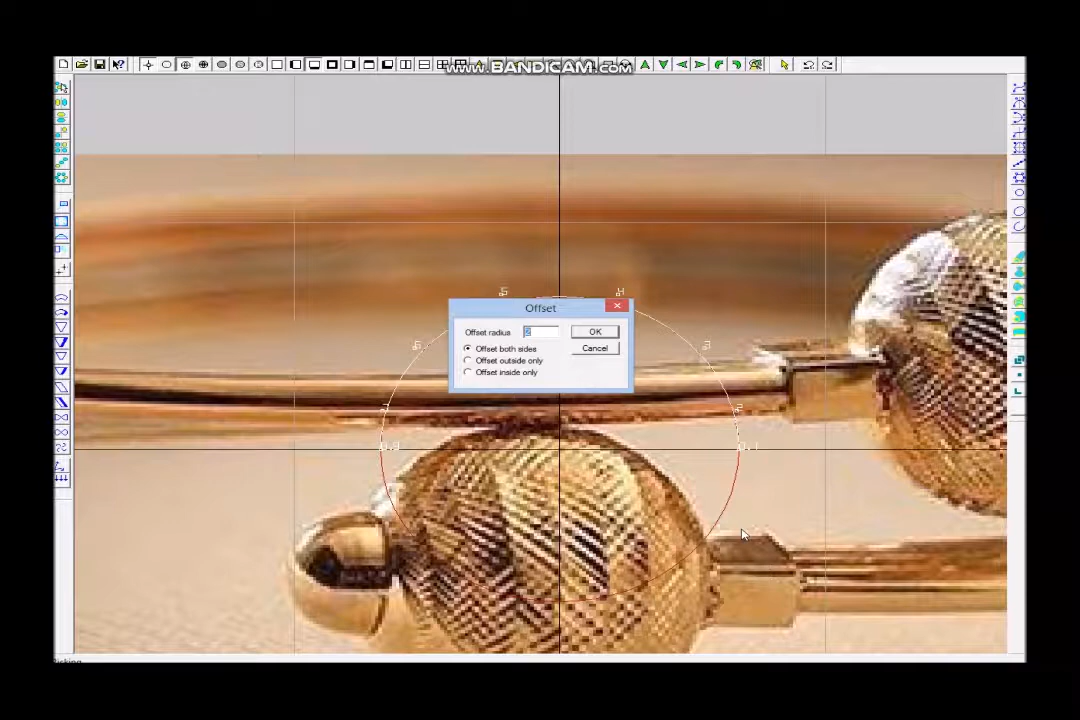 www.BANDICAM.com
Offset
Offset radius
OK
Offset both sides
Cancel
Offset outside only
Offset inside only